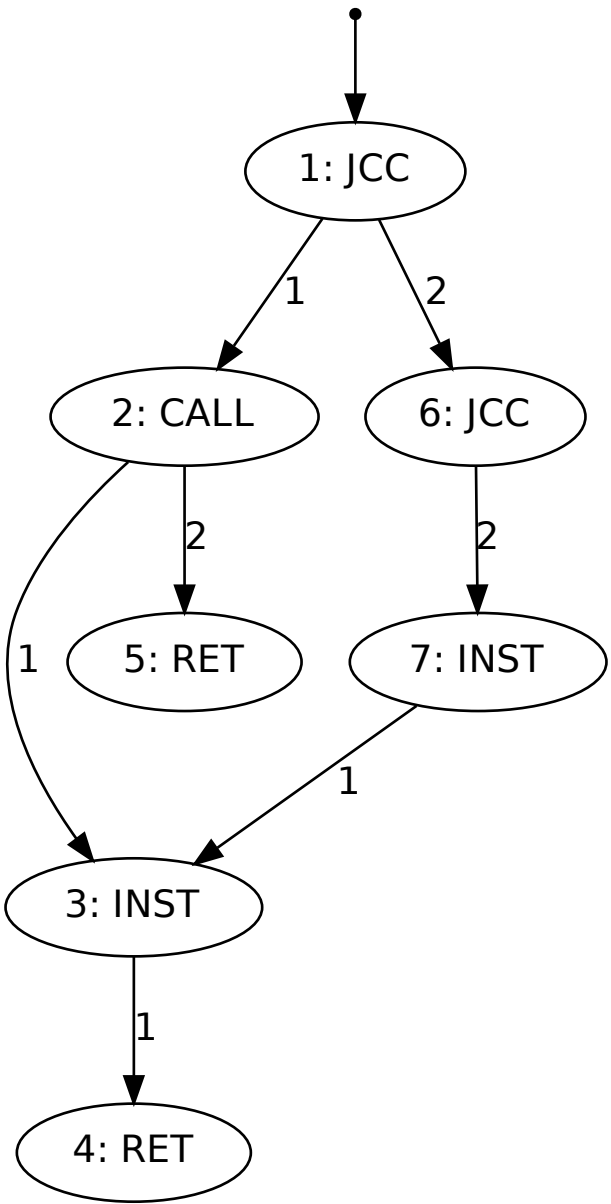 1: JCC
1
2
2: CALL
6: JCC
2
2
1
5: RET
7: INST
1
3: INST
1
4: RET